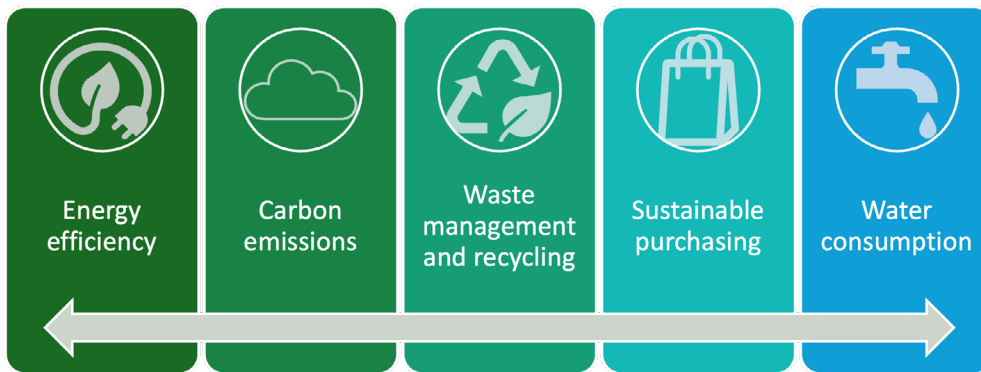 Energy
efficiency
Carbon
emissions
Waste
management
and recycling
Sustainable
purchasing
Water
consumption